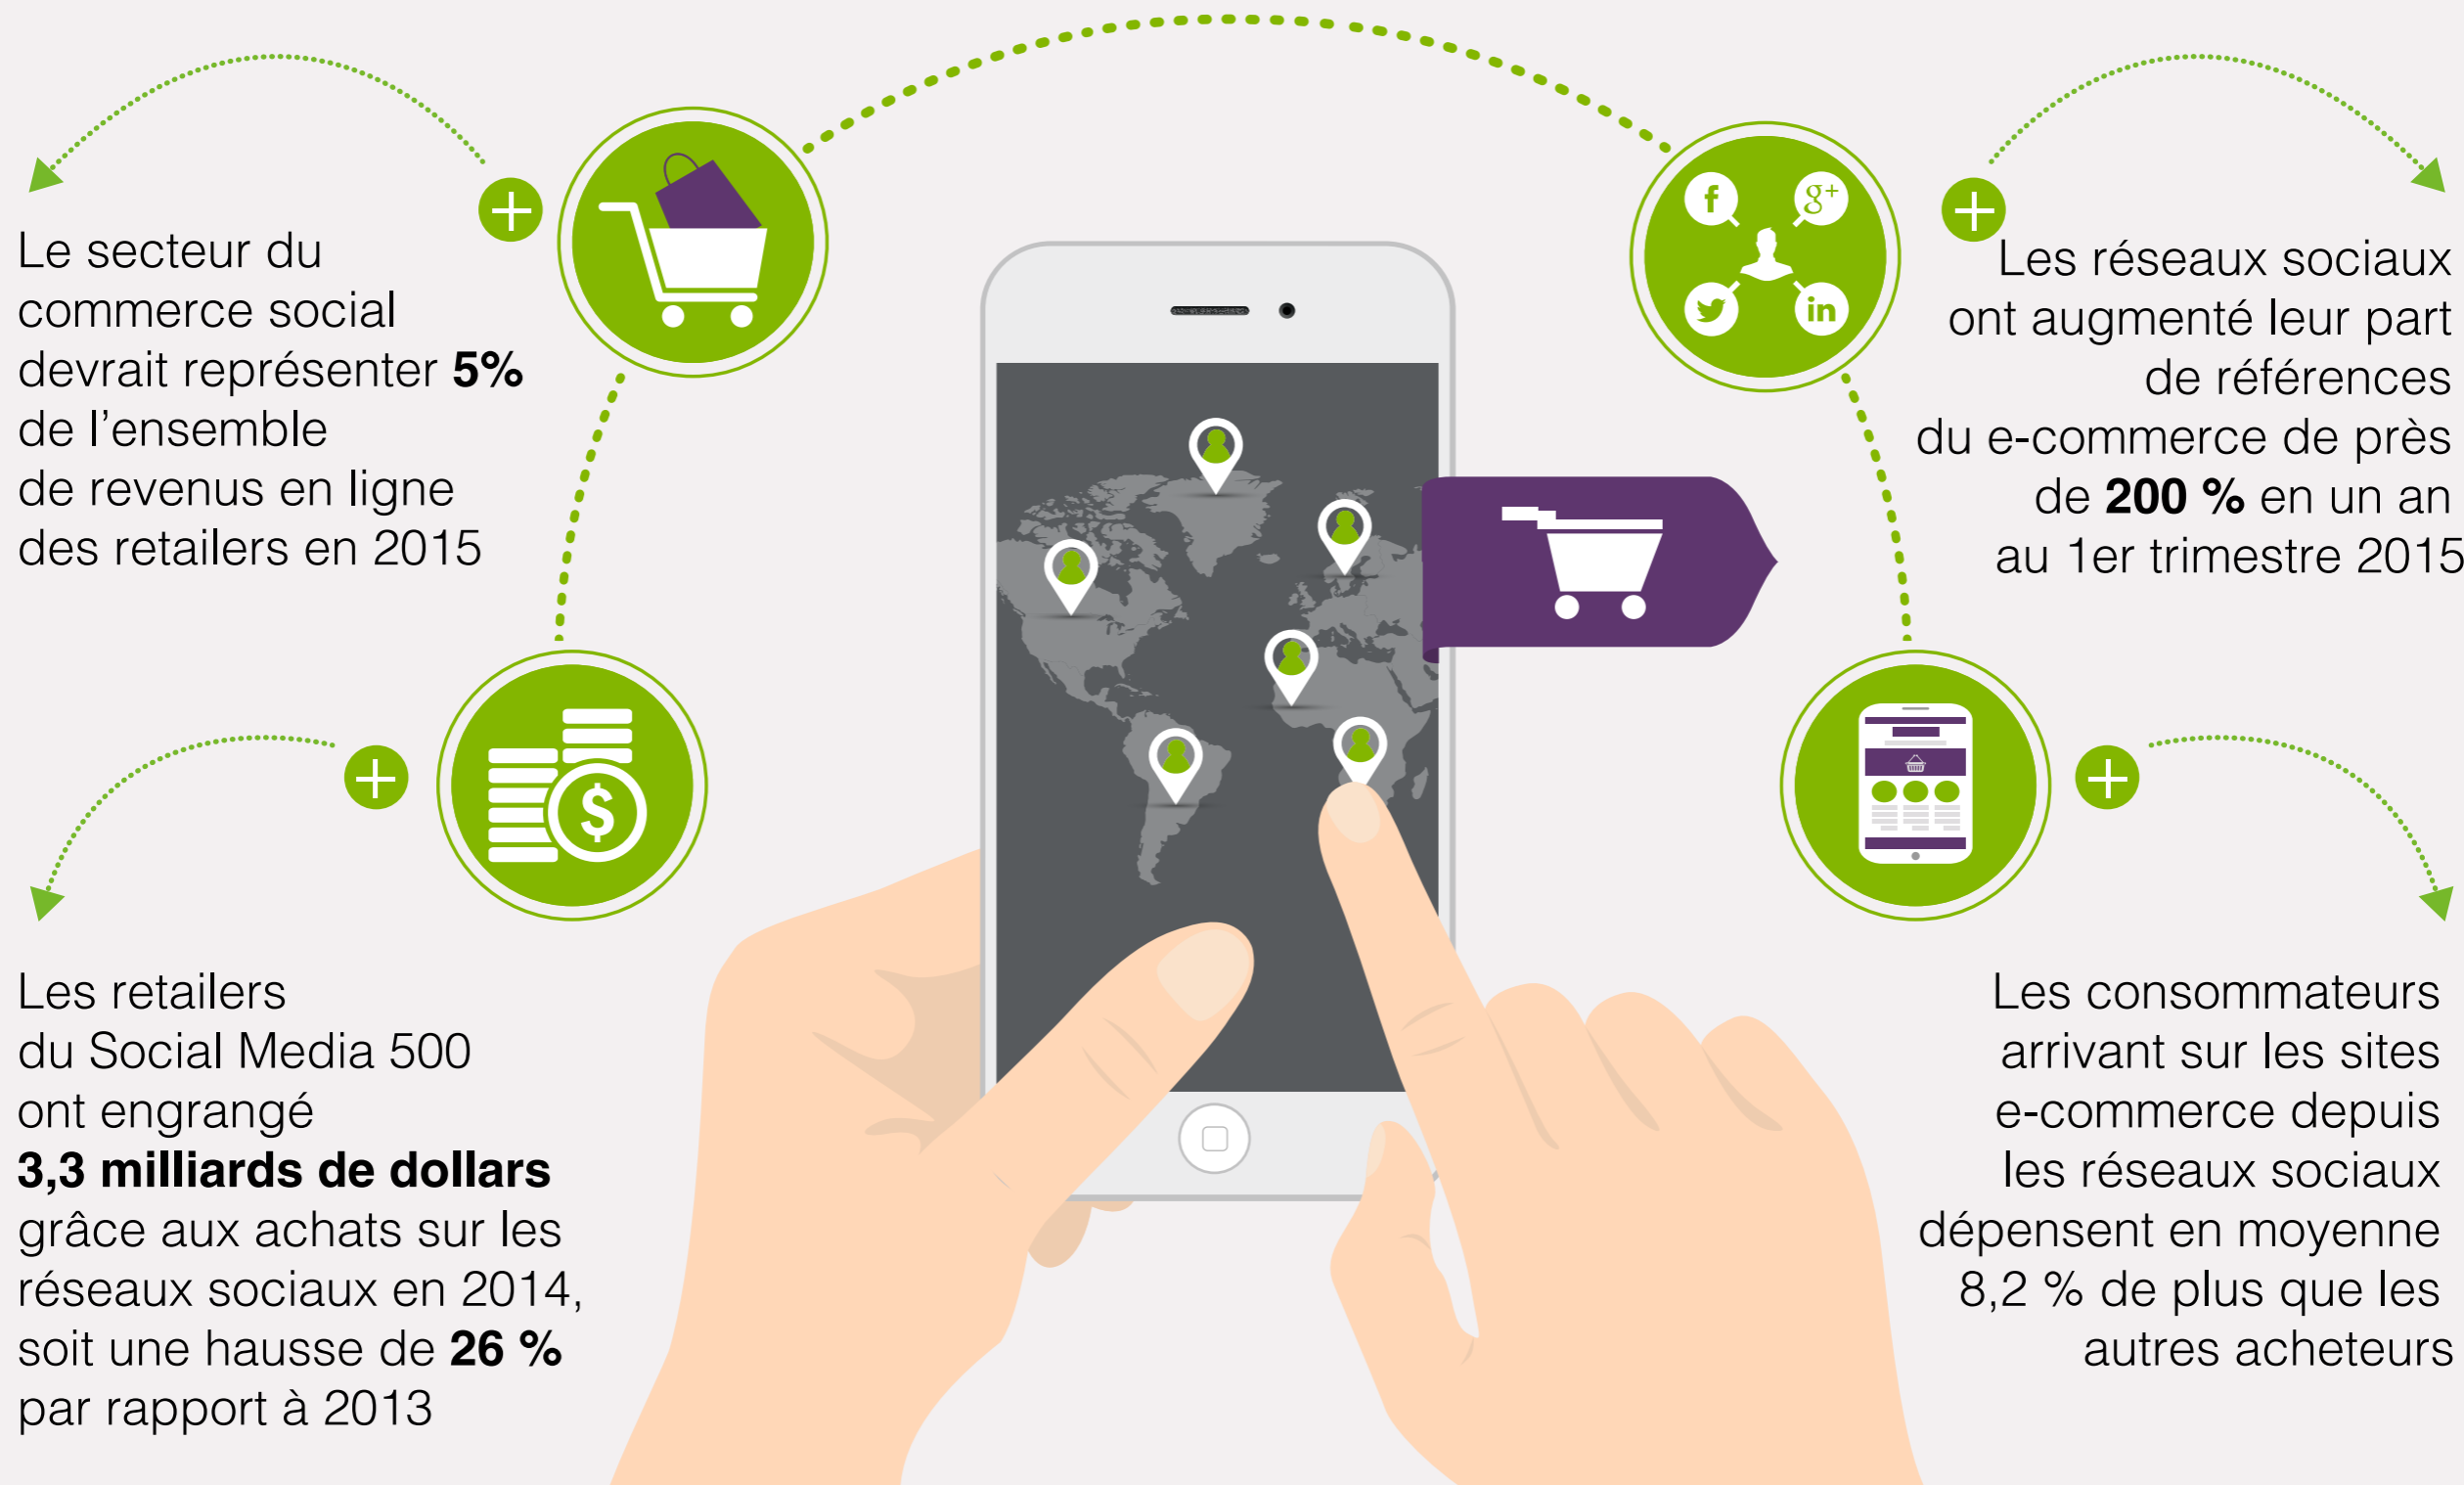 Le secteur du
commerce social
devrait représenter 5%
de l’ensemble
de revenus en ligne
des retailers en 2015
Les réseaux sociaux
ont augmenté leur part
de références
du e-commerce de près
de 200 % en un an
au 1er trimestre 2015
Les retailers
du Social Media 500
ont engrangé
3,3 milliards de dollars
grâce aux achats sur les
réseaux sociaux en 2014,
soit une hausse de 26 %
par rapport à 2013
Les consommateurs
arrivant sur les sites
e-commerce depuis
les réseaux sociaux
dépensent en moyenne
8,2 % de plus que les
autres acheteurs